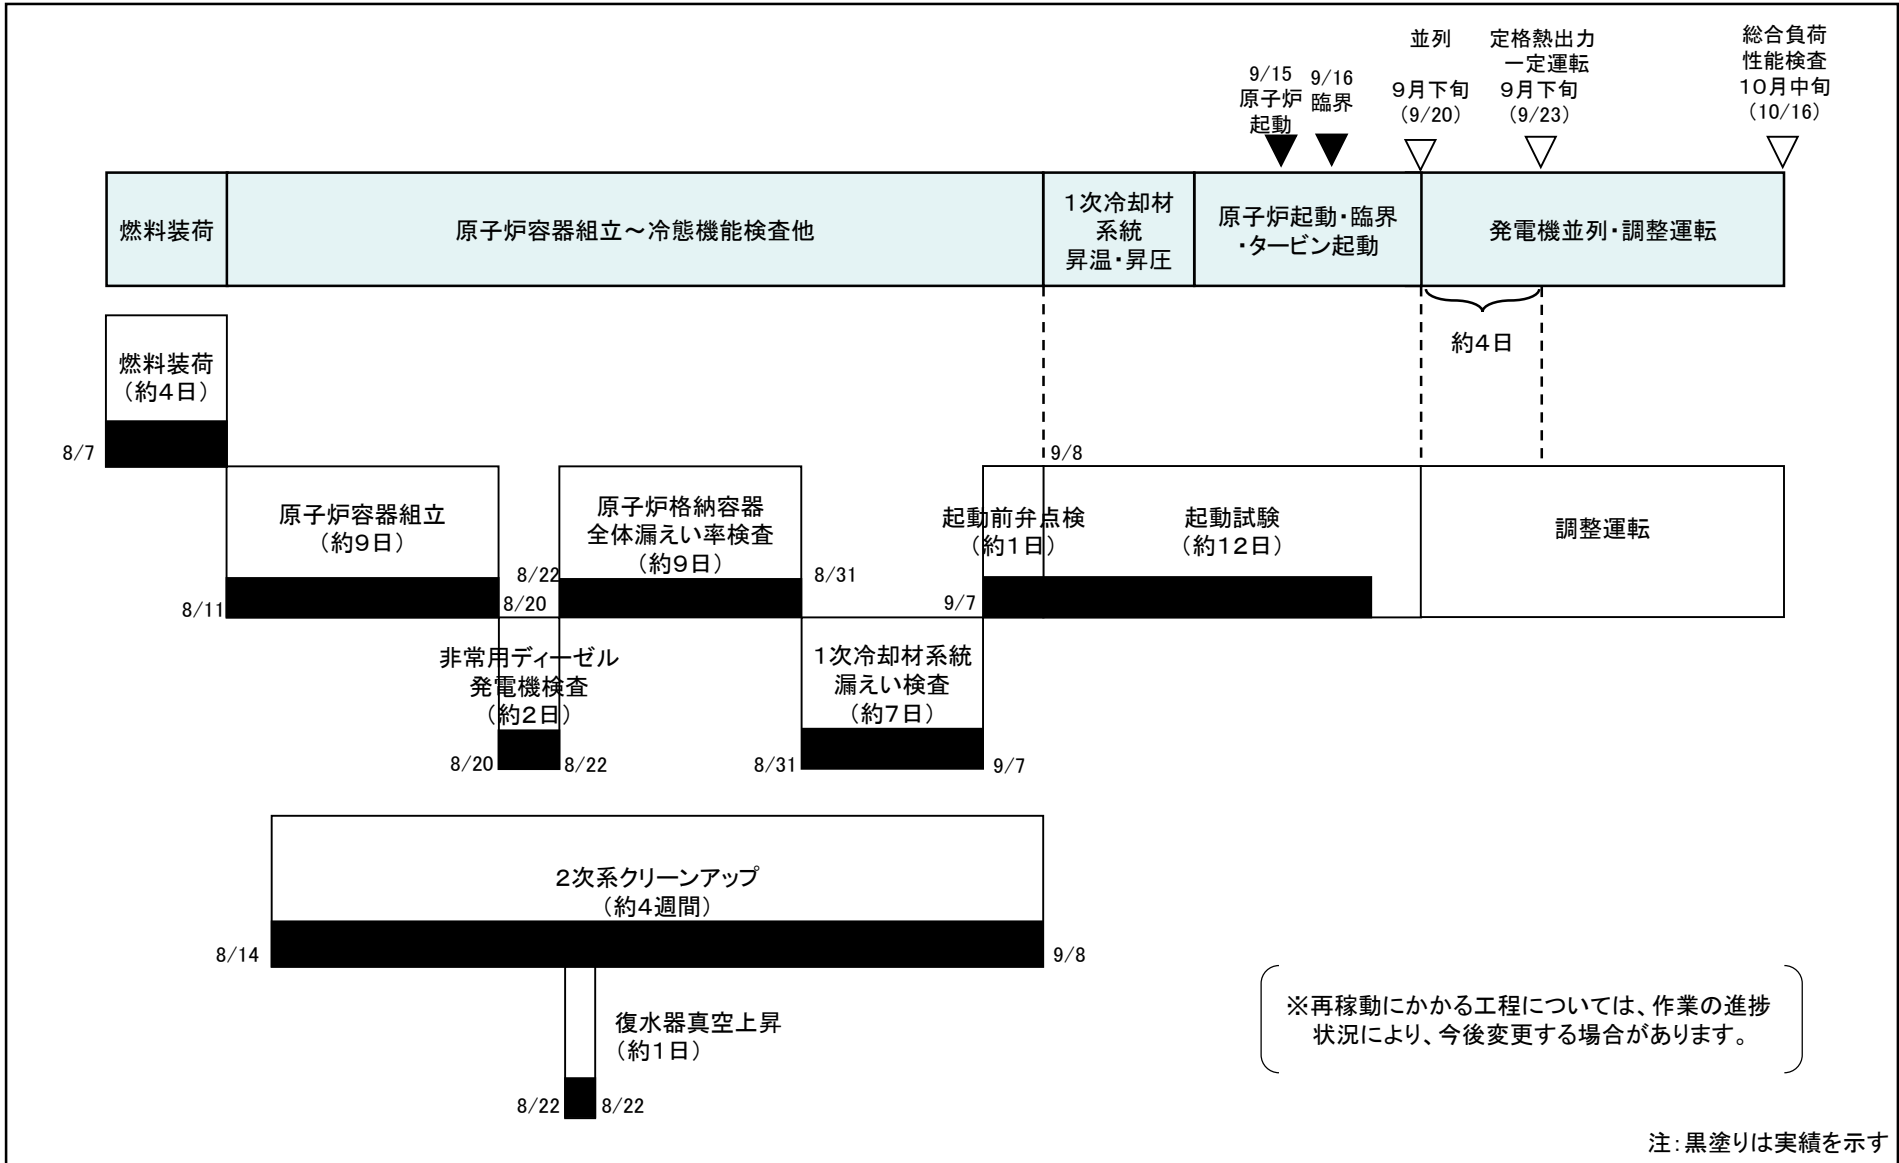 並列
9月下旬
(9/20)
定格熱出力
一定運転
9月下旬
(9/23)
総合負荷
性能検査
10月中旬
(10/16)
9/15
原子炉
起動
9/16
臨界
燃料装荷
原子炉容器組立～冷態機能検査他
1次冷却材
系統
昇温・昇圧
原子炉起動・臨界
・タービン起動
発電機並列・調整運転
約4日
燃料装荷
(約4日)
8/7
9/8
原子炉容器組立
(約9日)
8/11
8/20
8/22
原子炉格納容器
全体漏えい率検査
(約9日)
8/31
起動前弁点検
(約1日)
9/7
起動試験
(約12日)
調整運転
非常用ディーゼル
発電機検査
(約2日)
8/20
8/22
1次冷却材系統
漏えい検査
(約7日)
8/31
9/7
2次系クリーンアップ
(約4週間)
8/14
9/8
復水器真空上昇
(約1日)
8/22
8/22
※再稼動にかかる工程については、作業の進捗
状況により、今後変更する場合があります。
注：黒塗りは実績を示す